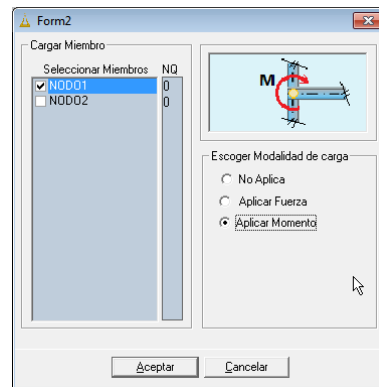 Form2
Cargar Miembro
Seleccionar Miembros NQ
NODO1 0
NODO2 0
M
Escoger Modalidad de carga
No Aplica
Aplicar Fuerza
Aplicar Momento
Aceptar Cancelar